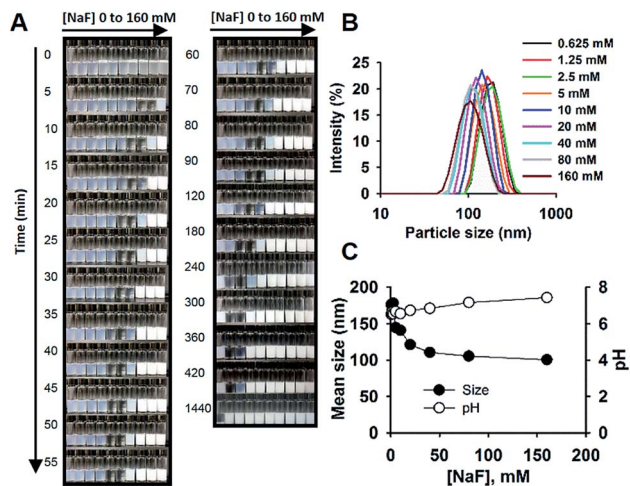 A
[NaF] 0 to 160 mM
[NaF] 0 to 160 mM
Time (min)
0
5
10
15
20
25
30
35
40
45
50
55
60
70
80
90
120
180
240
300
360
420
1440
B
Intensity (%)
25
20
15
10
5
0
10
100
1000
Particle size (nm)
0.625 mM
1.25 mM
2.5 mM
5 mM
10 mM
20 mM
40 mM
80 mM
160 mM
C
Mean size (nm)
200
150
100
50
0
8
6
4
2
0
pH
Size
pH
0
50
100
150
[NaF], mM